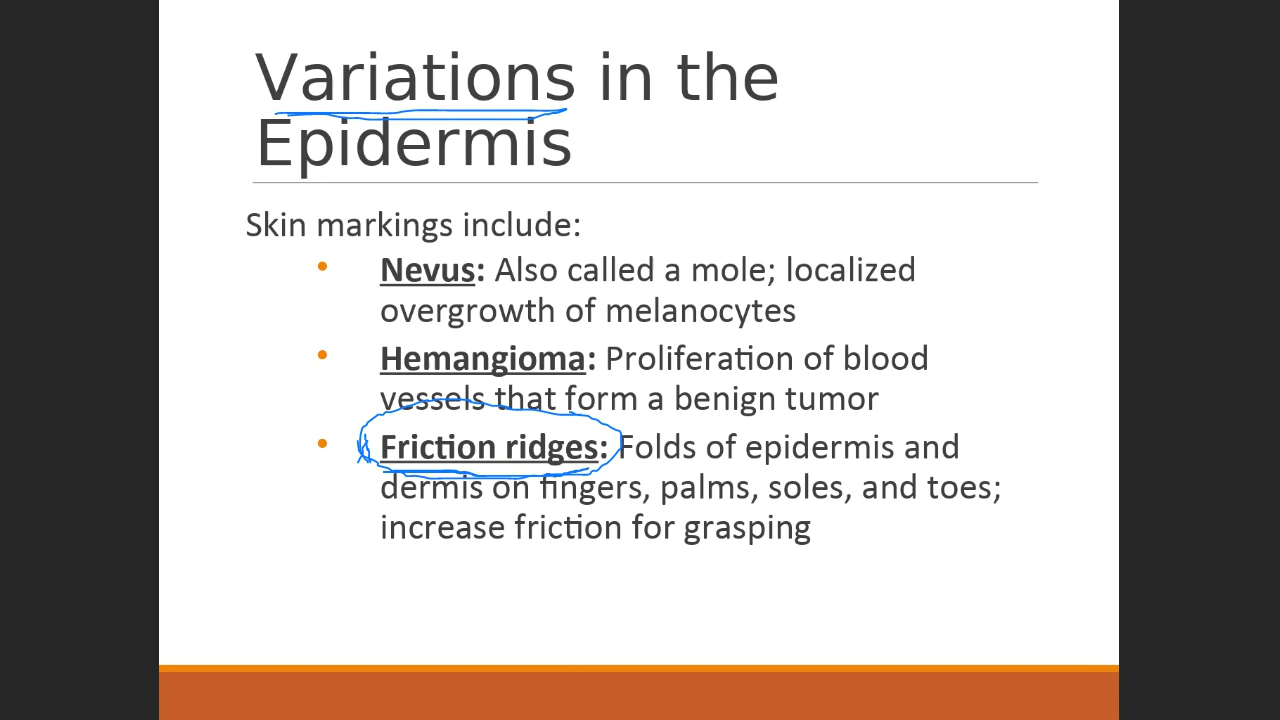 Variations in the
Epidermis
Skin markings include:
• Nevus: Also called a mole; localized
overgrowth of melanocytes
• Hemangioma: Proliferation of blood
vessels that form a benign tumor
• Friction ridges: Folds of epidermis and
dermis on fingers, palms, soles, and toes;
increase friction for grasping